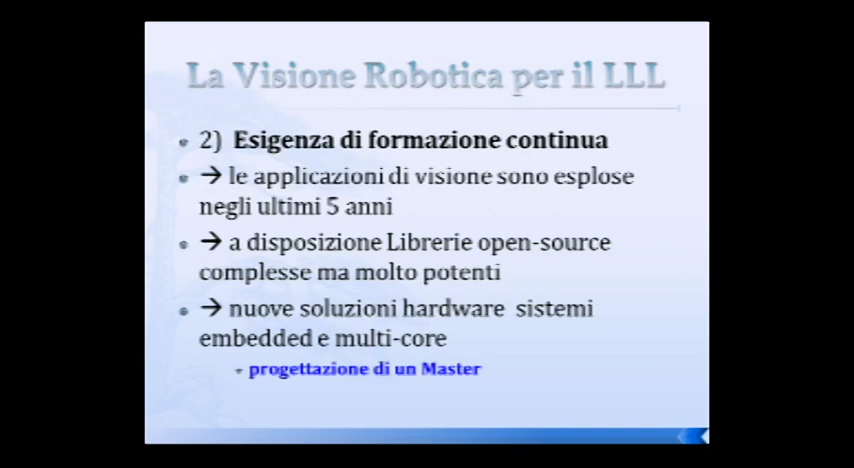 La Visione Robotica per il LLL
2) Esigenza di formazione continua
→ le applicazioni di visione sono esplose
negli ultimi 5 anni
→ a disposizione Librerie open-source
complesse ma molto potenti
→ nuove soluzioni hardware sistemi
embedded e multi-core
progettazione di un Master